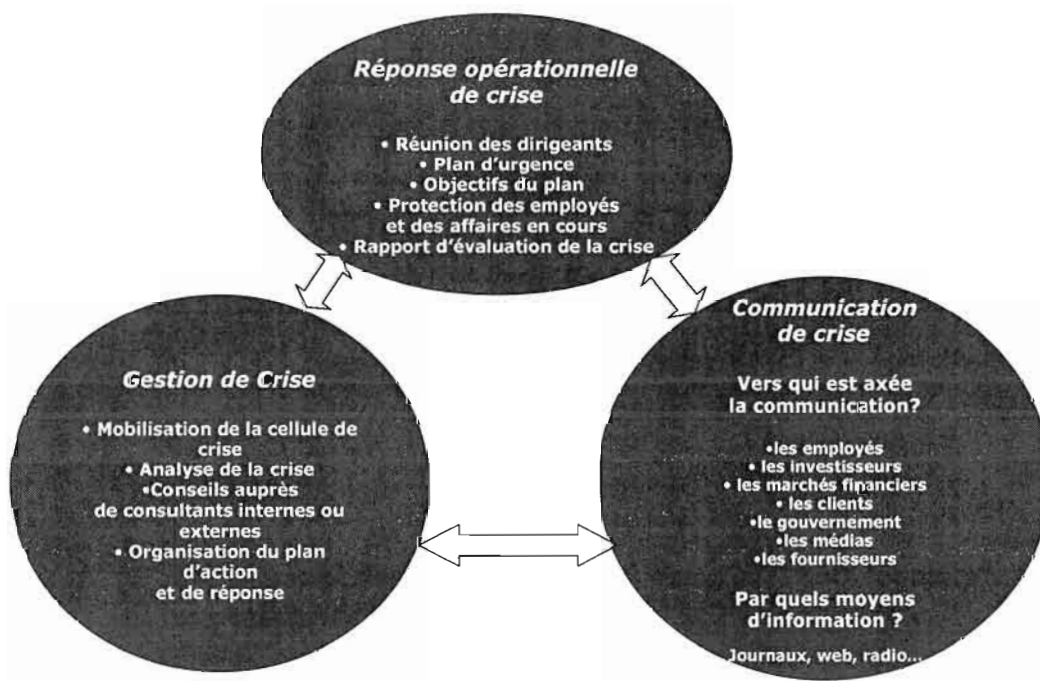 Réponse opérationnelle
de crise
• Réunion des dirigeants
• Plan d'urgence
• Objectifs du plan
• Protection des employés
et des affaires en cours
• Rapport d'évaluation de la crise
Gestion de Crise
• Mobilisation de la cellule de
crise
• Analyse de la crise
•Conseils auprès
de consultants internes ou
externes
• Organisation du plan
d'action
et de réponse
Communication
de crise
Vers qui est axée
la communication?
•les employés
• les investisseurs
• les marchés financiers
• les clients
•le gouvernement
•les médias
•les fournisseurs
Par quels moyens
d'information ?
Journaux, web, radio...